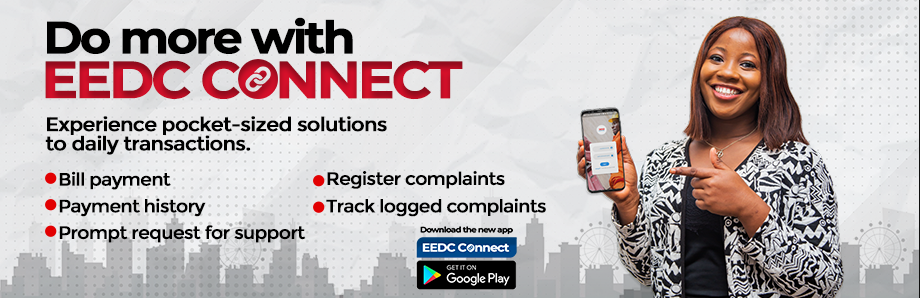 Do more with
EEDC CONNECT
Experience pocket-sized solutions
to daily transactions.
Bill payment
Payment history
Prompt request for support
Register complaints
Track logged complaints
Download the new app
EEDC Connect
GET IT ON
Google Play